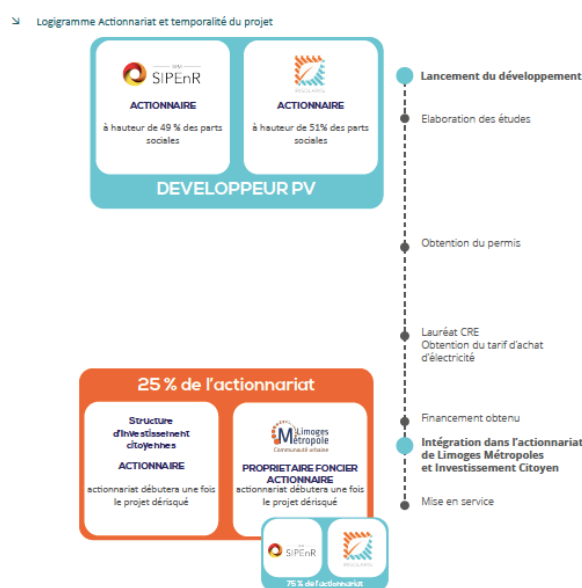 Logigramme Actionnariat et temporalité du projet
SIPEnR
ACTIONNAIRE
à hauteur de 49 % des parts
sociales
ACTIONNAIRE
à hauteur de 51% des parts
sociales
DEVELOPPEUR PV
Lancement du développement
Elaboration des études
Obtention du permis
Lauréat CRE
Obtention du tarif d'achat
d'électricité
Financement obtenu
Intégration dans l'actionnariat
de Limoges Métropoles
et Investissement Citoyen
Mise en service
25 % de l'actionnariat
Structure
d'Investissement
citoyennes
ACTIONNAIRE
actionnariat débutera une fois
le projet dérisqué
Limoges
Métropole
Communauté urbaine
PROPRIETAIRE FONCIER
ACTIONNAIRE
actionnariat débutera une fois
le projet dérisqué
SIPEnR
75 % de l'actionnariat